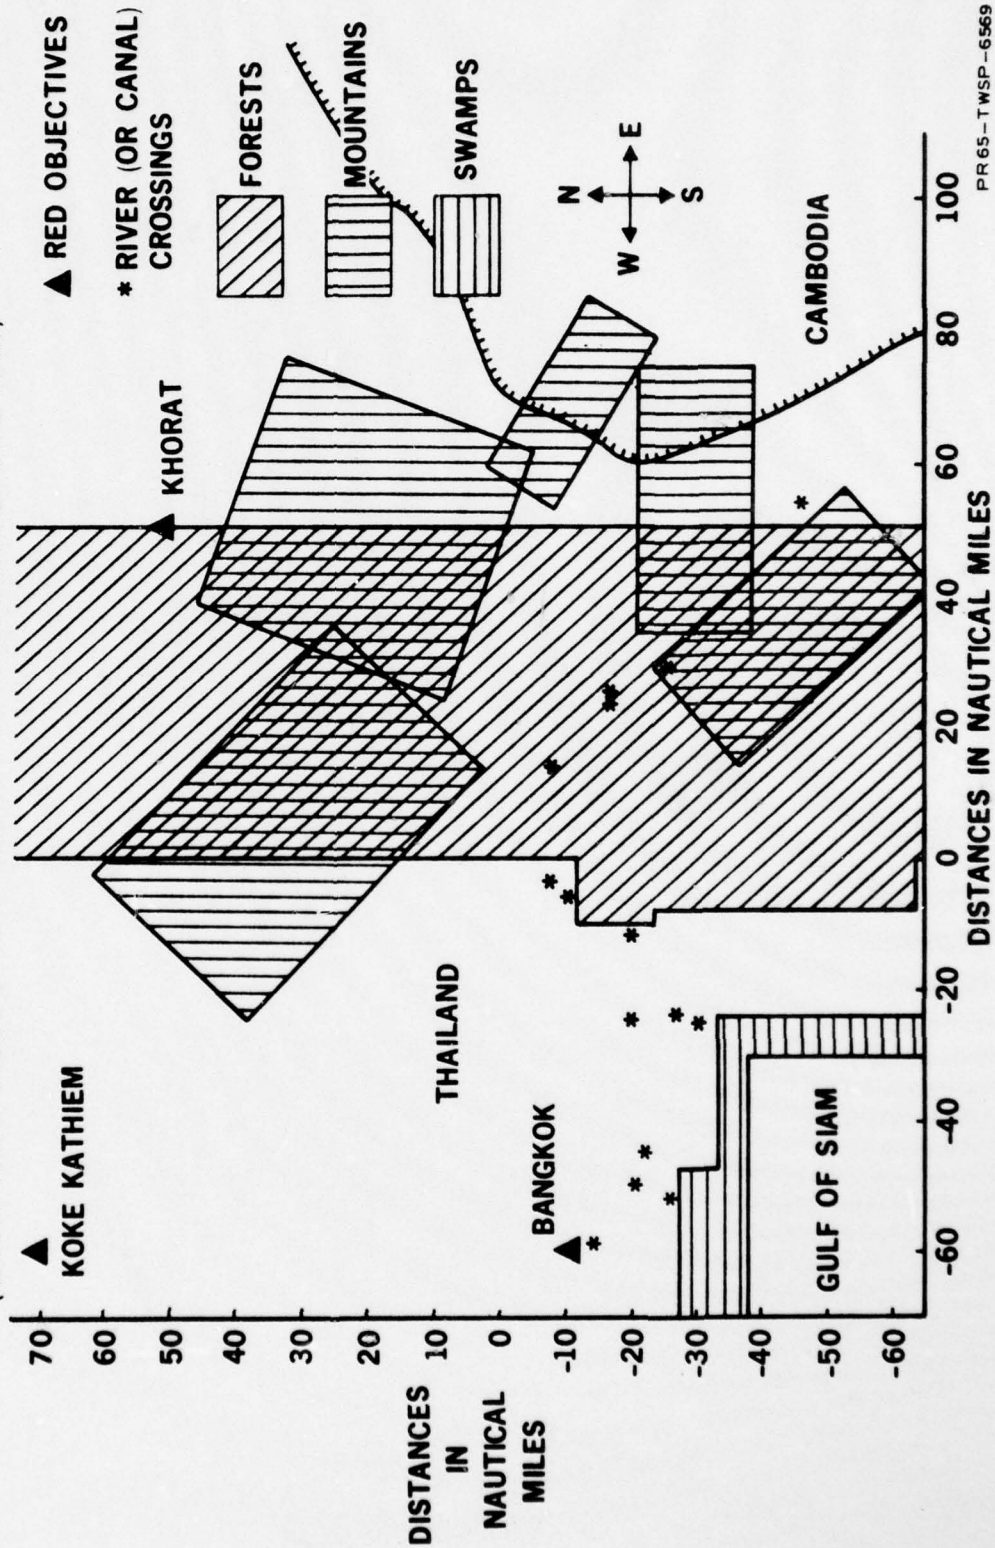 ▲ RED OBJECTIVES
* RIVER (OR CANAL)
CROSSINGS
FORESTS
MOUNTAINS
SWAMPS
N
W E
S
KOKE KATHIEM
KHORAT
THAILAND
BANGKOK
CAMBODIA
GULF OF SIAM
DISTANCES
IN
NAUTICAL
MILES
70
60
50
40
30
20
10
0
-10
-20
-30
-40
-50
-60
-60 -40 -20 0 20 40 60 80 100
DISTANCES IN NAUTICAL MILES
PR65-TWSP-6569